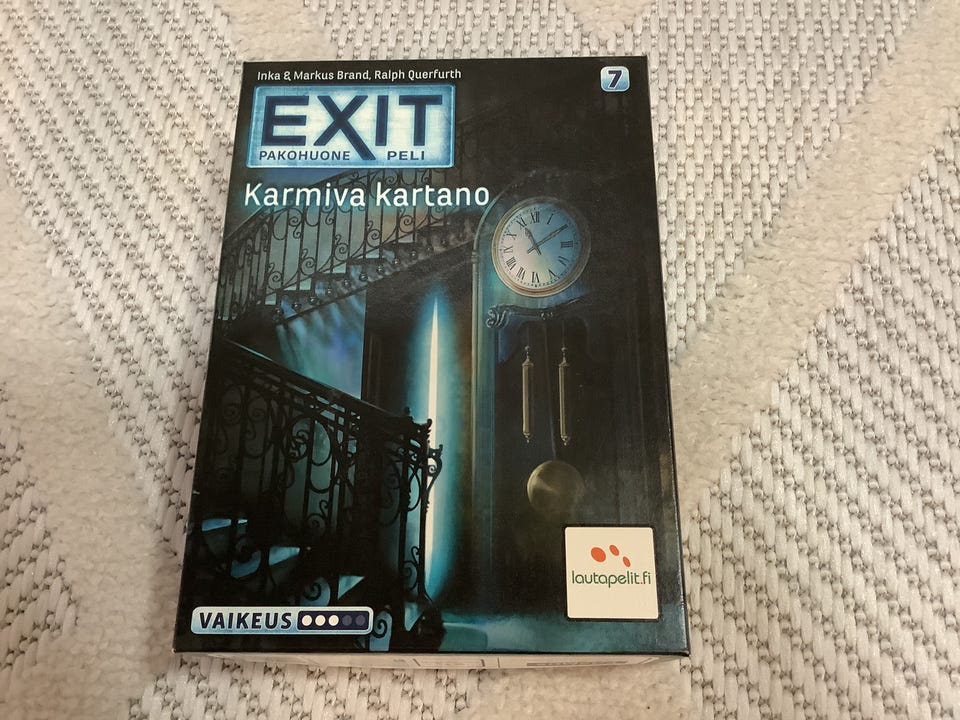 Inka & Markus Brand, Ralph Querfurth
7
EXIT
PAKOHUONE PELI
Karmiva kartano
lautapelit.fi
VAIKEUS